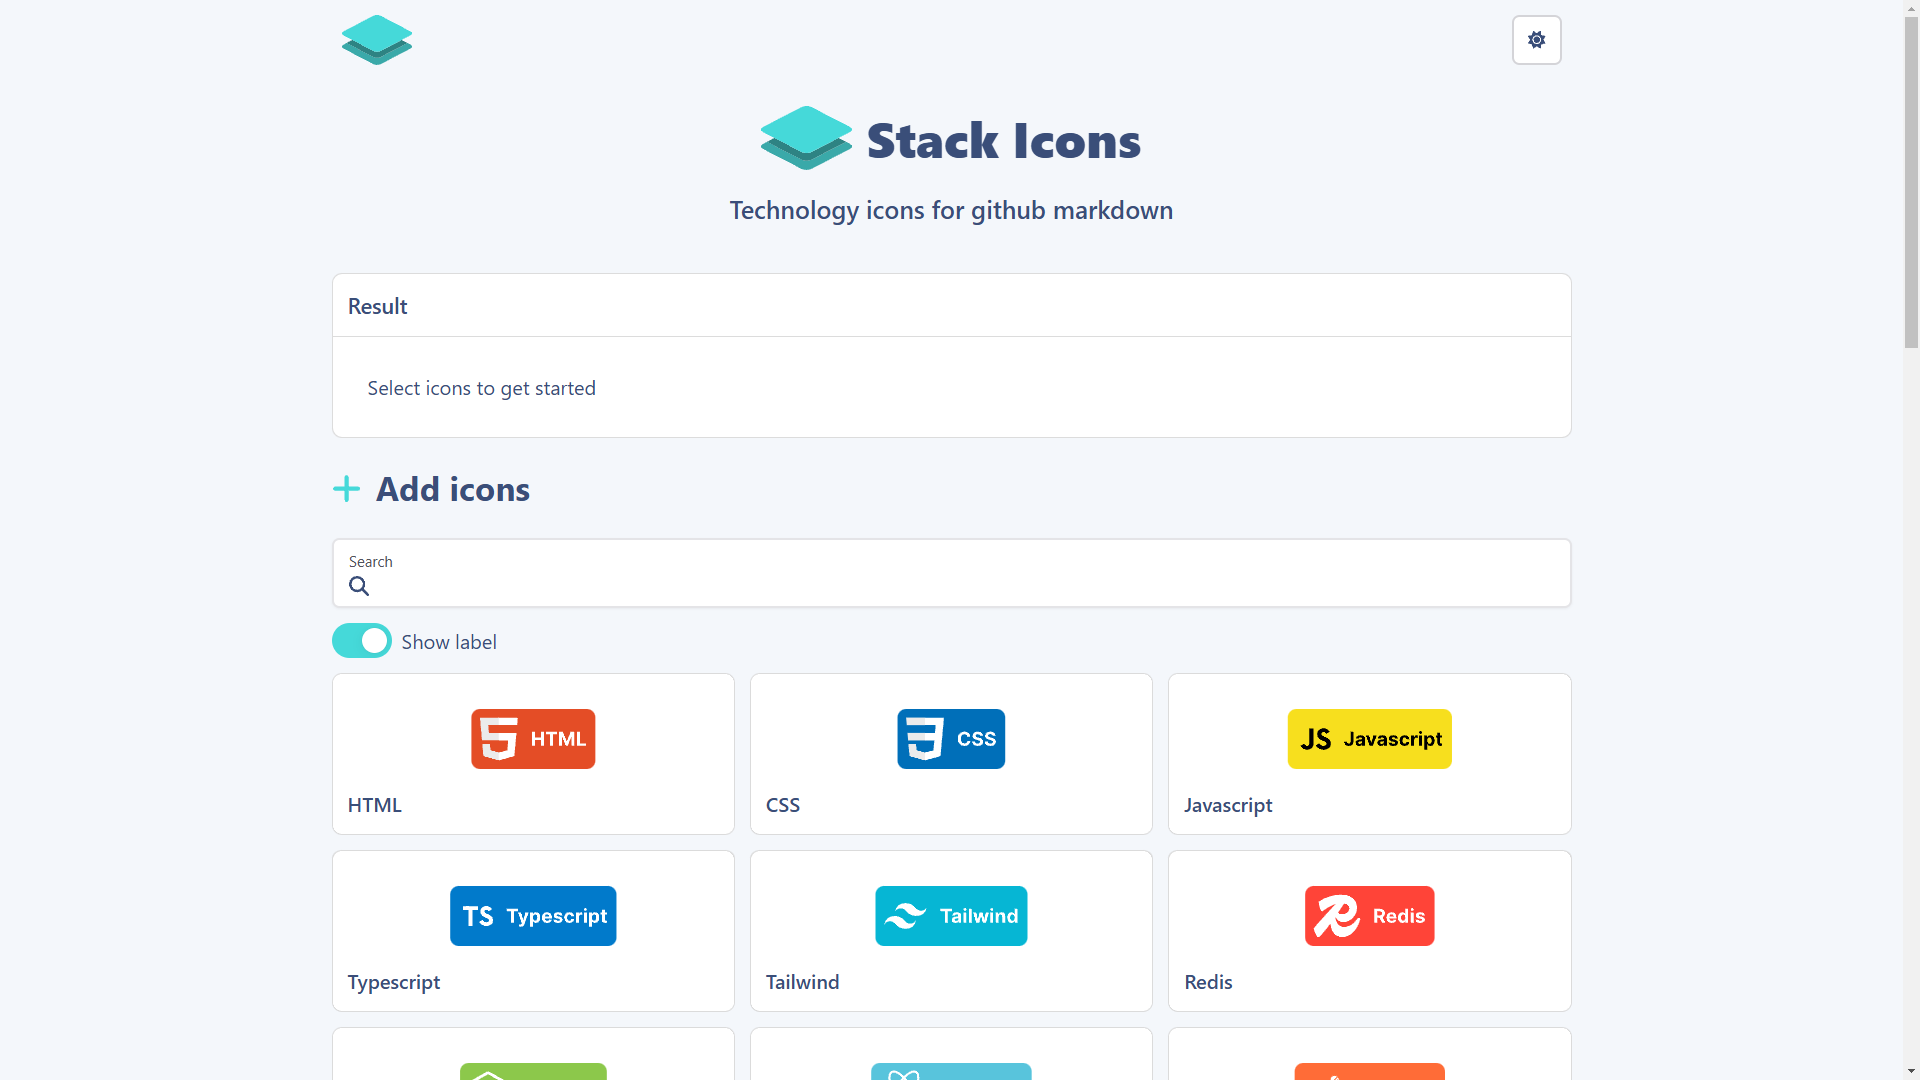 Stack Icons
Technology icons for github markdown
Result
Select icons to get started
Add icons
Search
Show label
HTML
CSS
JS Javascript
HTML
CSS
Javascript
TS Typescript
Tailwind
Redis
Typescript
Tailwind
Redis